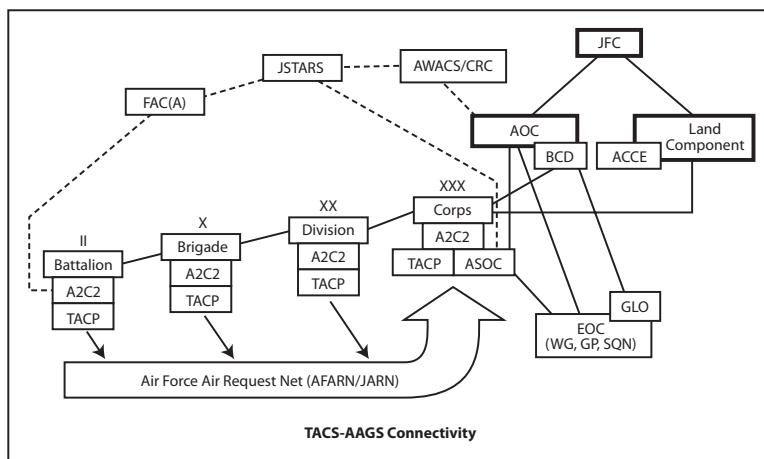 JFC
JSTARS
AWACS/CRC
FAC(A)
AOC
Land
Component
BCD
ACCE
XXX
Corps
XX
Division
X
Brigade
II
Battalion
A2C2
A2C2
A2C2
A2C2
TACP
ASOC
TACP
TACP
TACP
GLO
EOC
(WG, GP, SQN)
Air Force Air Request Net (AFARN/JARN)
TACS-AAGS Connectivity